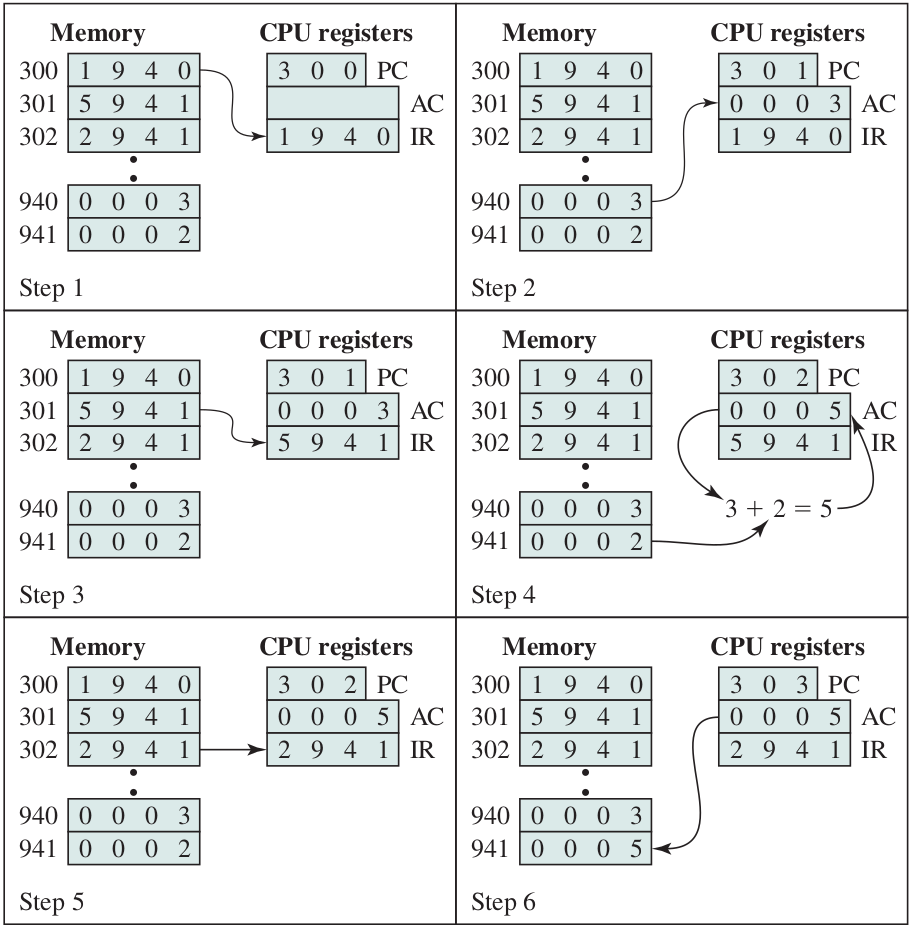 Memory CPU registers
300 1 9 4 0 3 0 0 PC
301 5 9 4 1 AC
302 2 9 4 1 1 9 4 0 IR
940 0 0 0 3
941 0 0 0 2
Step 1
Memory CPU registers
300 1 9 4 0 3 0 1 PC
301 5 9 4 1 0 0 0 3 AC
302 2 9 4 1 1 9 4 0 IR
940 0 0 0 3
941 0 0 0 2
Step 2
Memory CPU registers
300 1 9 4 0 3 0 1 PC
301 5 9 4 1 0 0 0 3 AC
302 2 9 4 1 5 9 4 1 IR
940 0 0 0 3
941 0 0 0 2
Step 3
Memory CPU registers
300 1 9 4 0 3 0 2 PC
301 5 9 4 1 0 0 0 5 AC
302 2 9 4 1 5 9 4 1 IR
940 0 0 0 3 3 + 2 = 5
941 0 0 0 2
Step 4
Memory CPU registers
300 1 9 4 0 3 0 2 PC
301 5 9 4 1 0 0 0 5 AC
302 2 9 4 1 2 9 4 1 IR
940 0 0 0 3
941 0 0 0 2
Step 5
Memory CPU registers
300 1 9 4 0 3 0 3 PC
301 5 9 4 1 0 0 0 5 AC
302 2 9 4 1 2 9 4 1 IR
940 0 0 0 3
941 0 0 0 5
Step 6